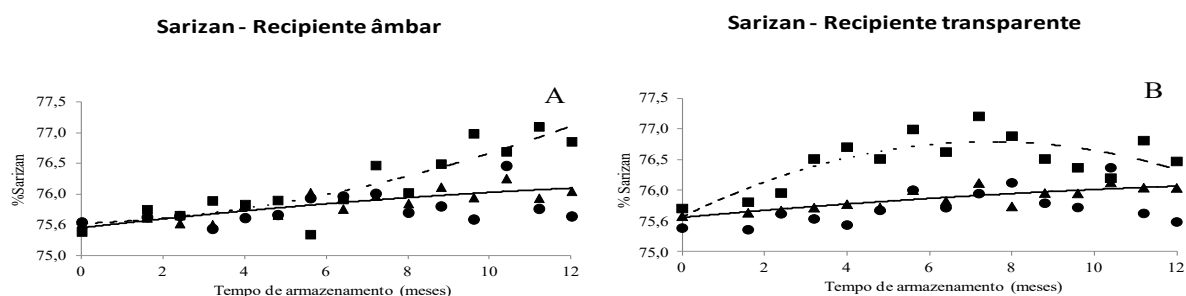 Sarizan - Recipiente âmbar
A
77,5
77,0
76,5
76,0
75,6
75,0
%Sarizan
0 2 4 6 8 10 12
Tempo de armazenamento (meses)
Sarizan - Recipiente transparente
B
77,5
77,0
76,5
76,0
75,6
75,0
% Sarizan
0 2 4 6 8 10 12
Tempo de armazenamento (meses)